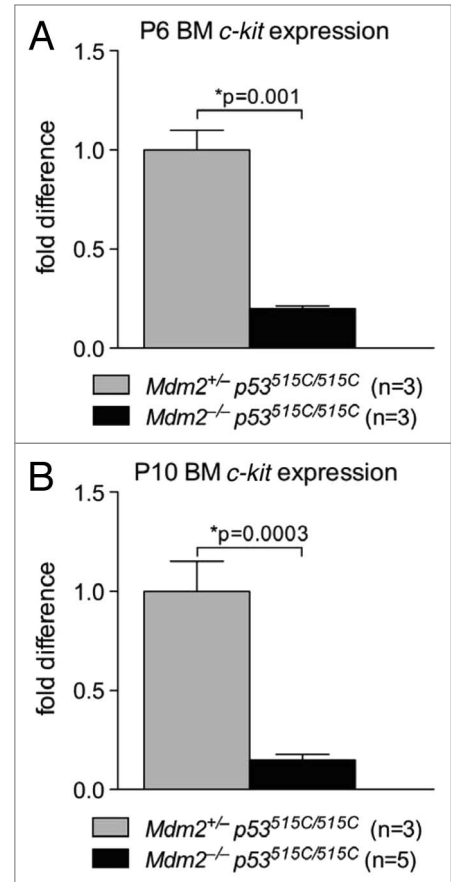 A
P6 BM c-kit expression
1.5
*p=0.001
1.0
fold difference
0.5
0.0
Mdm2+/– p53515C/515C (n=3)
Mdm2–/– p53515C/515C (n=3)
B
P10 BM c-kit expression
1.5
*p=0.0003
1.0
fold difference
0.5
0.0
Mdm2+/– p53515C/515C (n=3)
Mdm2–/– p53515C/515C (n=5)